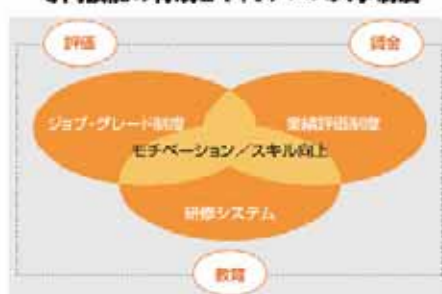 評価
賃金
ジョブ・グレード制度
業績評価制度
モチベーション／スキル向上
研修システム
教育